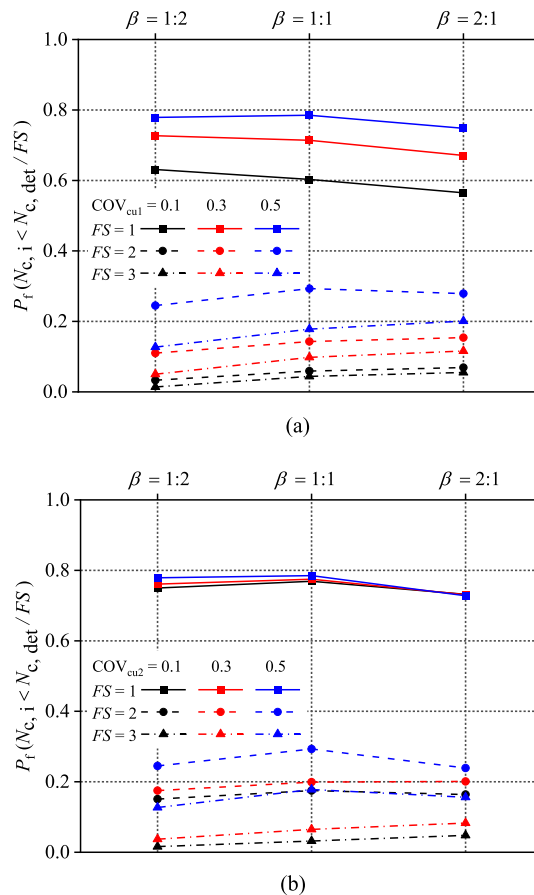 β = 1:2 β = 1:1 β = 2:1
1.0
0.8
0.6
0.4
0.2
0.0
P_f (N_c, i < N_c, det / FS)
COV_cu1 = 0.1 0.3 0.5
FS = 1
FS = 2
FS = 3
(a)
β = 1:2 β = 1:1 β = 2:1
1.0
0.8
0.6
0.4
0.2
0.0
P_f (N_c, i < N_c, det / FS)
COV_cu2 = 0.1 0.3 0.5
FS = 1
FS = 2
FS = 3
(b)